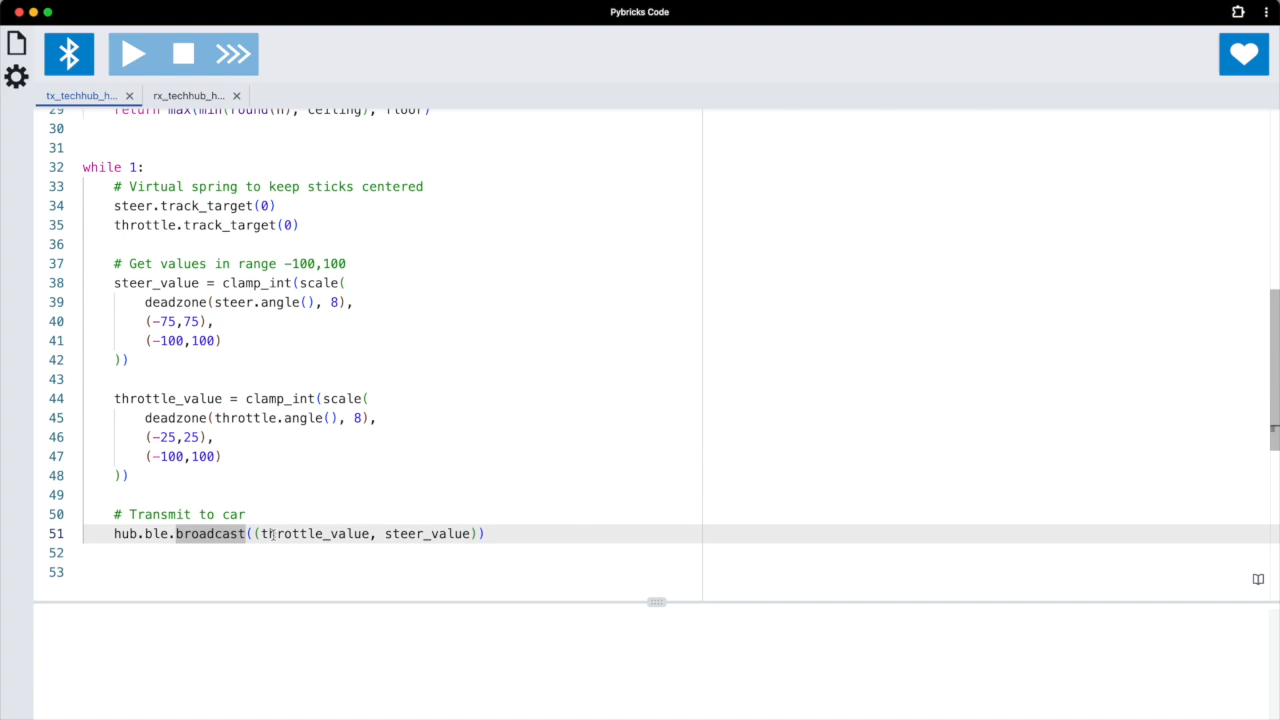 Pybricks Code
tx_techhub_h...
rx_techhub_h...
29 return max(min(round(n), ceiling), floor)
30
31
32 while 1:
33 # Virtual spring to keep sticks centered
34 steer.track_target(0)
35 throttle.track_target(0)
36
37 # Get values in range -100,100
38 steer_value = clamp_int(scale(
39 deadzone(steer.angle(), 8),
40 (-75,75),
41 (-100,100)
42 ))
43
44 throttle_value = clamp_int(scale(
45 deadzone(throttle.angle(), 8),
46 (-25,25),
47 (-100,100)
48 ))
49
50 # Transmit to car
51 hub.ble.broadcast((throttle_value, steer_value))
52
53